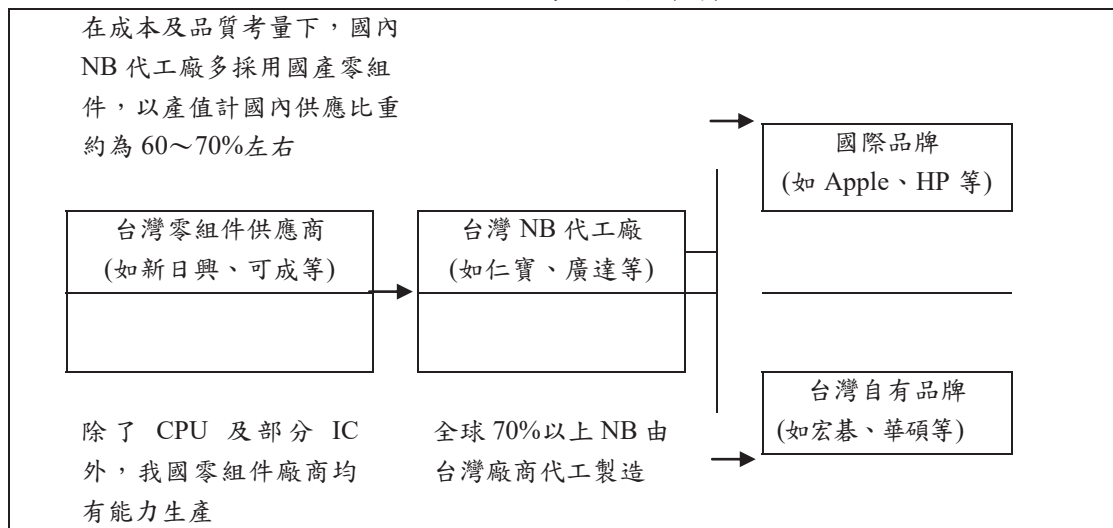 在成本及品質考量下，國內
NB 代工廠多採用國產零組
件，以產值計國內供應比重
約為 60～70%左右
國際品牌
(如 Apple、HP 等)
台灣零組件供應商
(如新日興、可成等)
台灣 NB 代工廠
(如仁寶、廣達等)
台灣自有品牌
(如宏碁、華碩等)
除了 CPU 及部分 IC
外，我國零組件廠商均
有能力生產
全球 70%以上 NB 由
台灣廠商代工製造